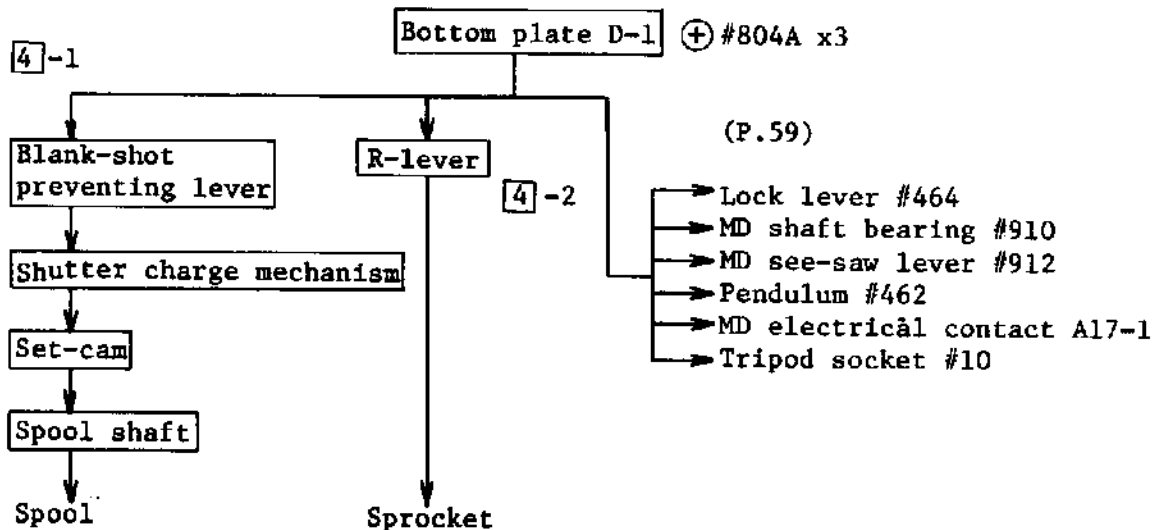 Bottom plate D-1 ⊕ #804A x3
4 -1
(P.59)
Blank-shot
preventing lever
R-lever
4 -2
Lock lever #464
MD shaft bearing #910
MD see-saw lever #912
Pendulum #462
MD electrical contact A17-1
Tripod socket #10
Shutter charge mechanism
Set-cam
Spool shaft
Spool
Sprocket